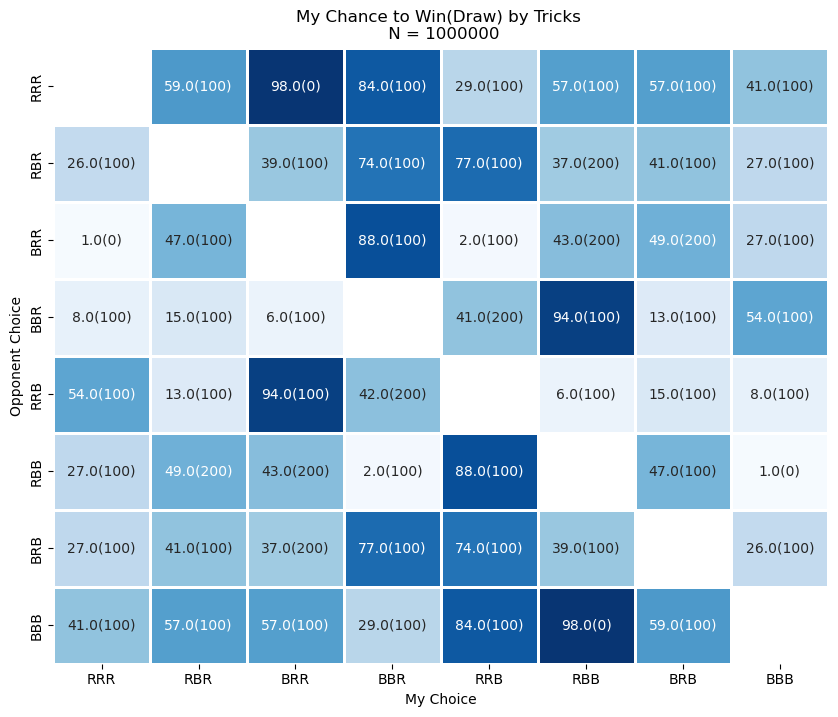 My Chance to Win(Draw) by Tricks
N = 1000000
Opponent Choice
RRR 59.0(100) 98.0(0) 84.0(100) 29.0(100) 57.0(100) 57.0(100) 41.0(100)
RBR 26.0(100) 39.0(100) 74.0(100) 77.0(100) 37.0(200) 41.0(100) 27.0(100)
BRR 1.0(0) 47.0(100) 88.0(100) 2.0(100) 43.0(200) 49.0(200) 27.0(100)
BBR 8.0(100) 15.0(100) 6.0(100) 41.0(200) 94.0(100) 13.0(100) 54.0(100)
RRB 54.0(100) 13.0(100) 94.0(100) 42.0(200) 6.0(100) 15.0(100) 8.0(100)
RBB 27.0(100) 49.0(200) 43.0(200) 2.0(100) 88.0(100) 47.0(100) 1.0(0)
BRB 27.0(100) 41.0(100) 37.0(200) 77.0(100) 74.0(100) 39.0(100) 26.0(100)
BBB 41.0(100) 57.0(100) 57.0(100) 29.0(100) 84.0(100) 98.0(0) 59.0(100)
RRR RBR BRR BBR RRB RBB BRB BBB
My Choice